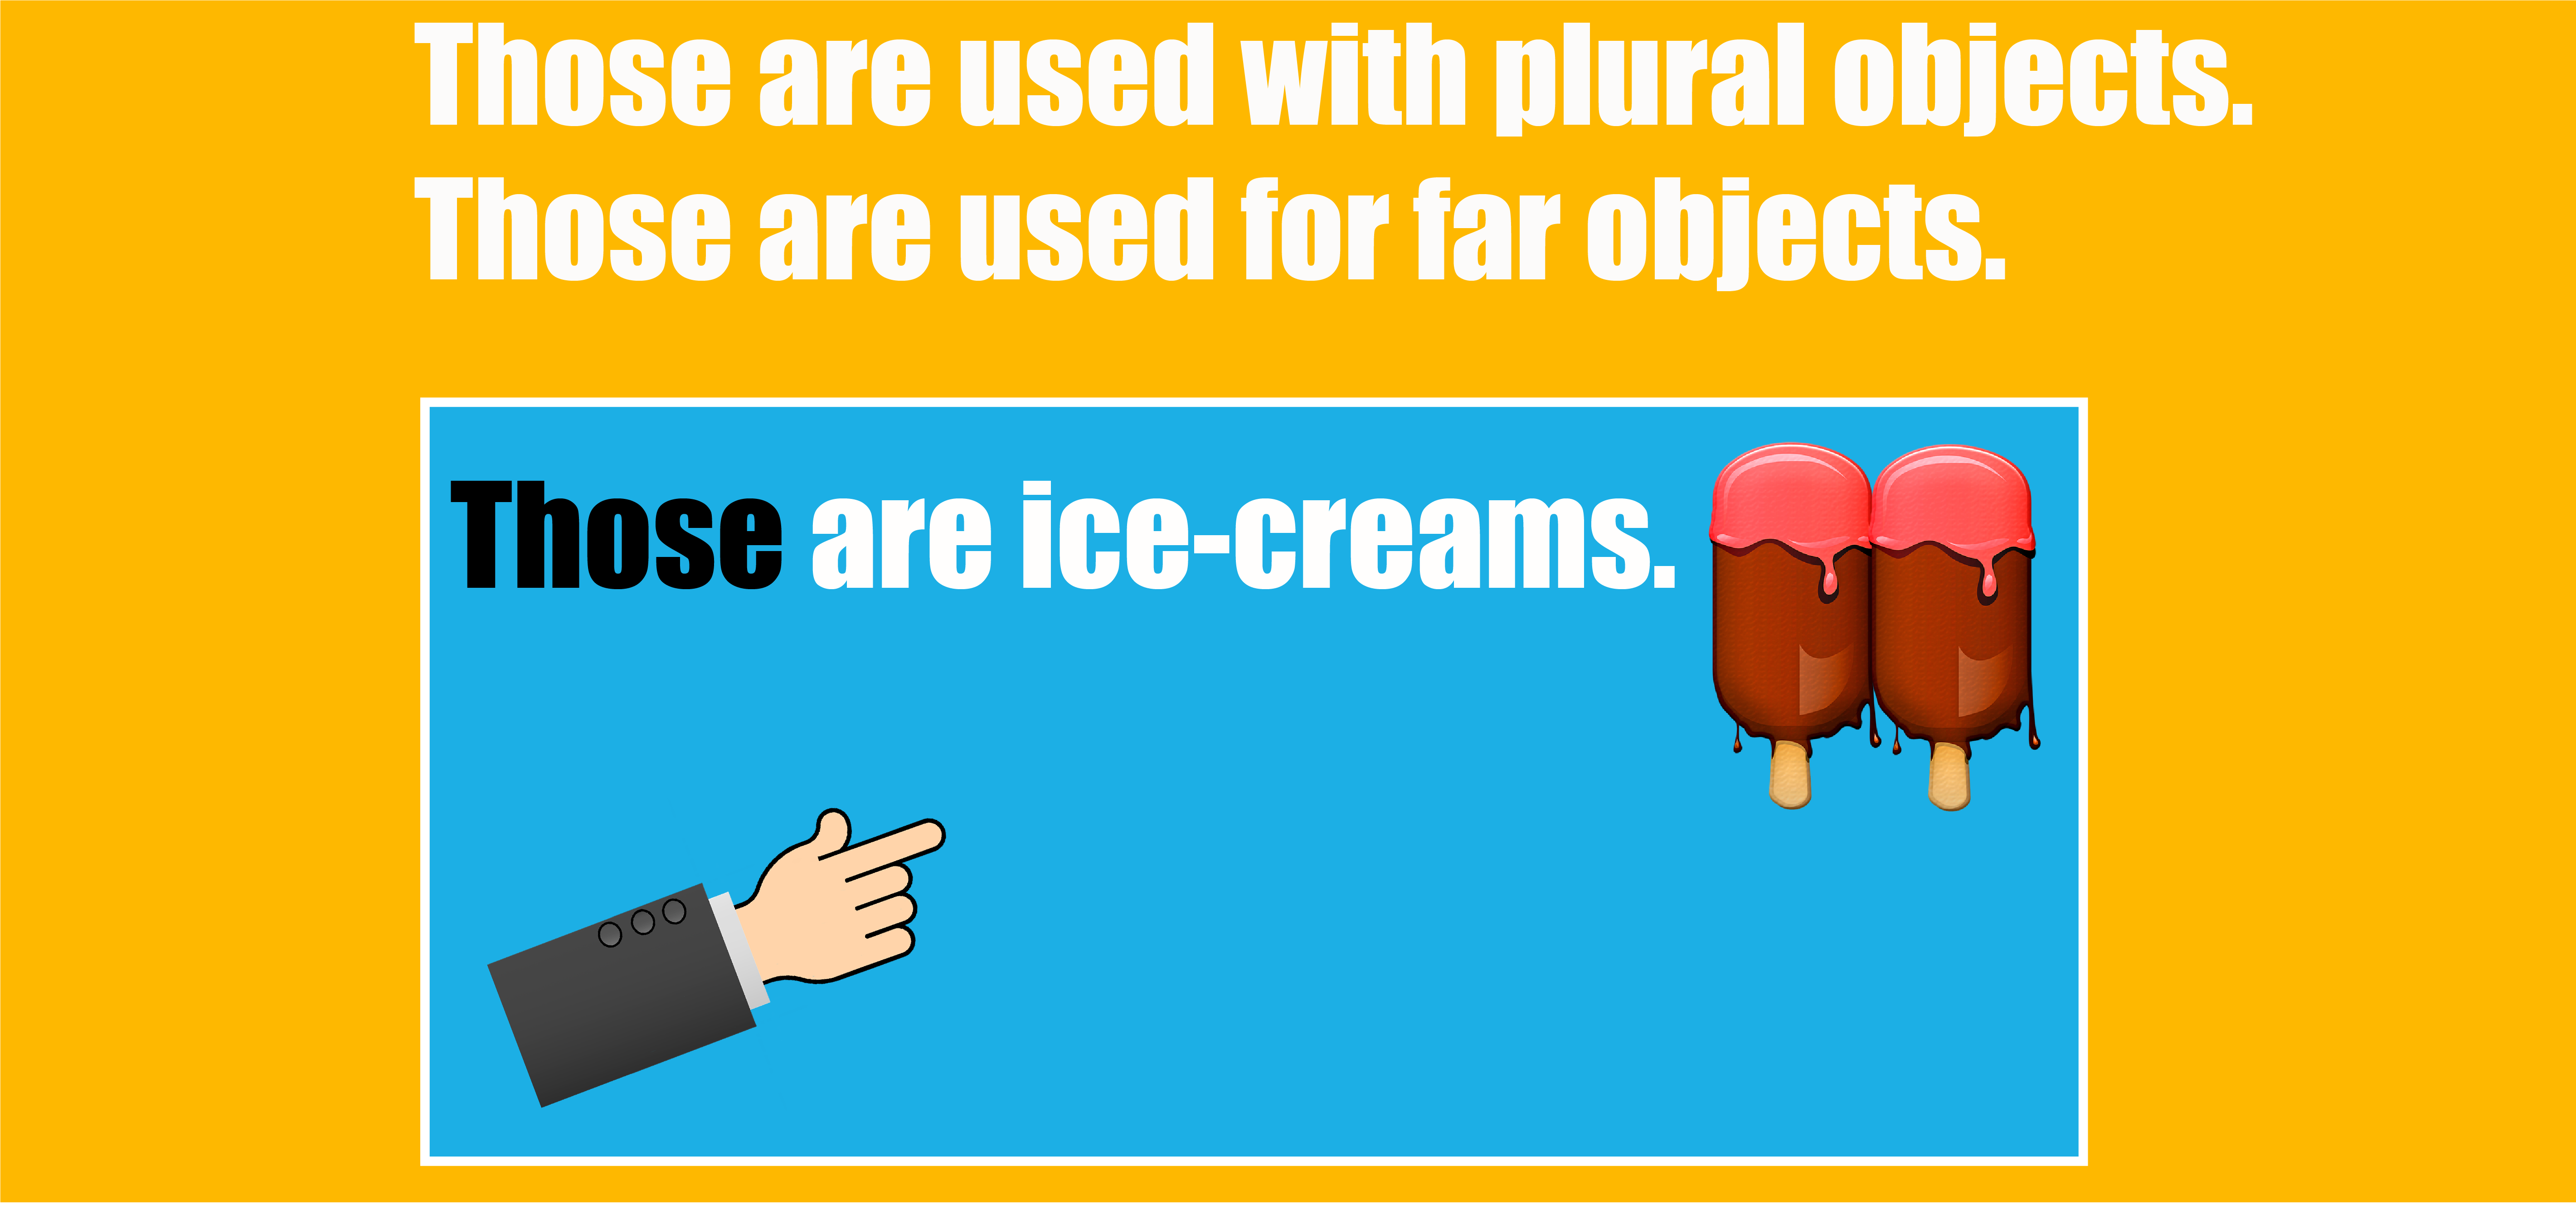 Those are used with plural objects.
Those are used for far objects.
Those are ice-creams.